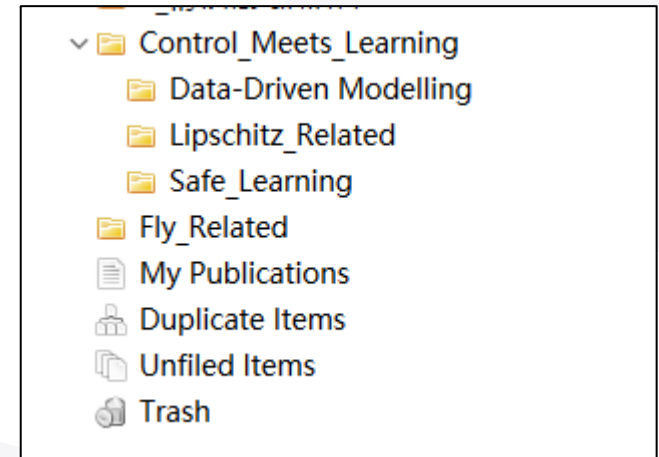 Control_Meets_Learning
Data-Driven Modelling
Lipschitz_Related
Safe_Learning
Fly_Related
My Publications
Duplicate Items
Unfiled Items
Trash